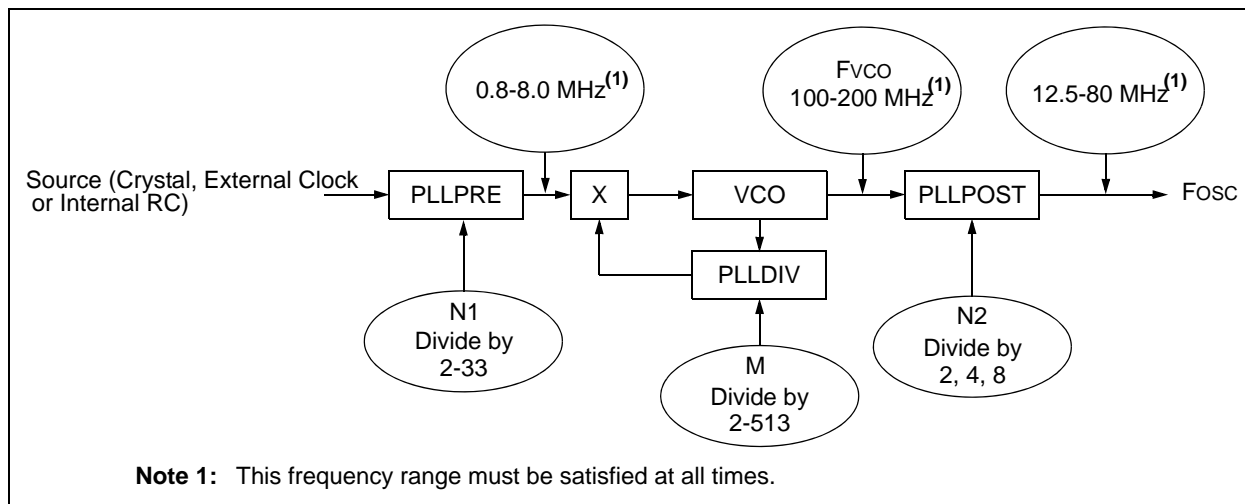 0.8-8.0 MHz(1)
FVCO
100-200 MHz(1)
12.5-80 MHz(1)
Source (Crystal, External Clock
or Internal RC)
PLLPRE
X
VCO
PLLPOST
FOSC
PLLDIV
N1
Divide by
2-33
M
Divide by
2-513
N2
Divide by
2, 4, 8
Note 1: This frequency range must be satisfied at all times.